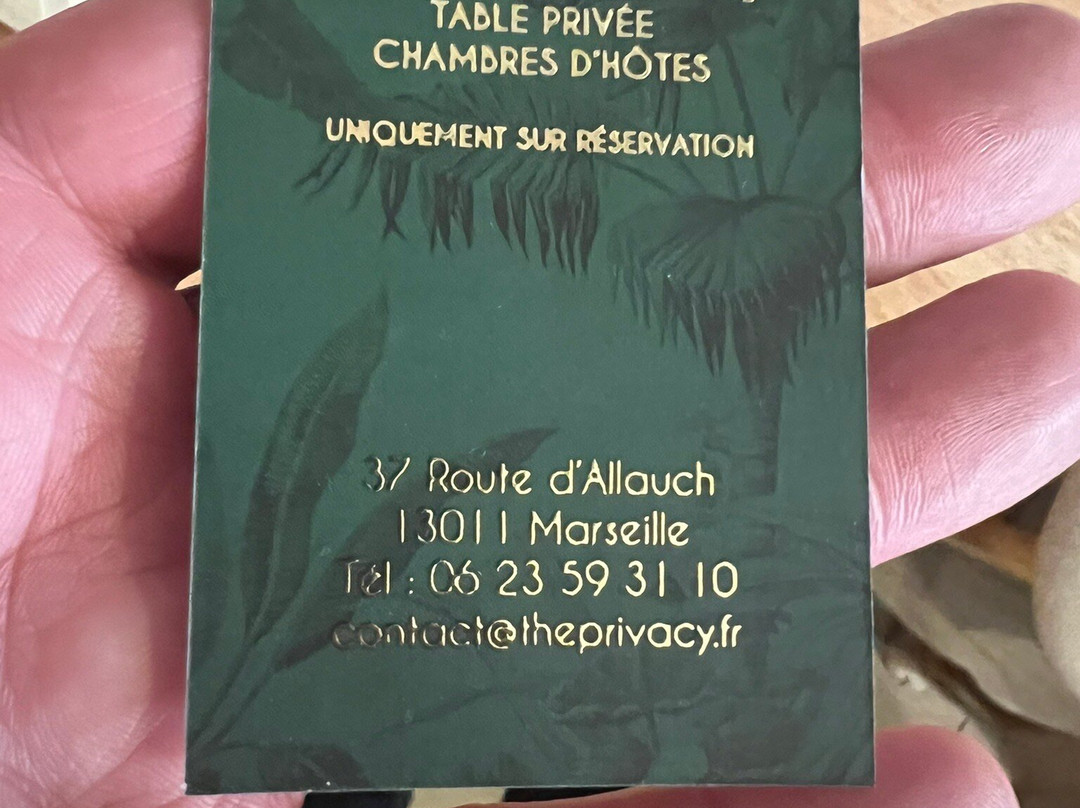 TABLE PRIVÉE
CHAMBRES D'HÔTES
UNIQUEMENT SUR RÉSERVATION
37 Route d'Allauch
13011 Marseille
Tél : 06 23 59 31 10
contact@theprivacy.fr